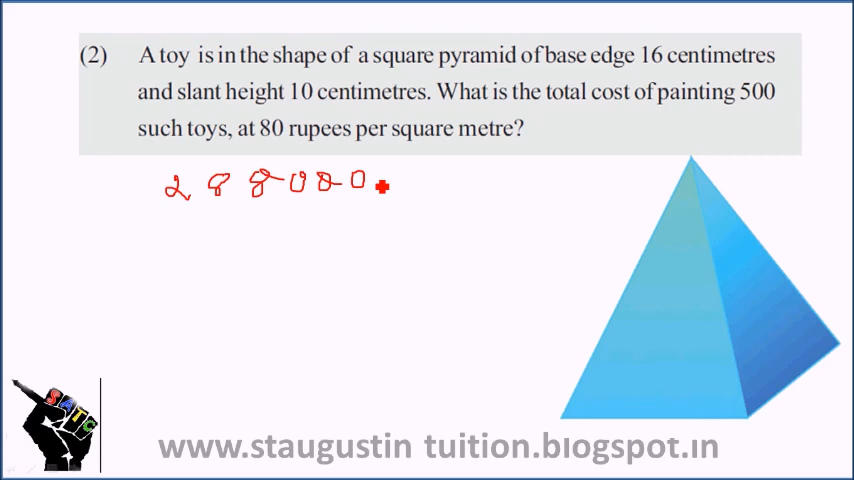 (2) A toy is in the shape of a square pyramid of base edge 16 centimetres
and slant height 10 centimetres. What is the total cost of painting 500
such toys, at 80 rupees per square metre?
288000
SATC
www.staugustin tuition.blogspot.in